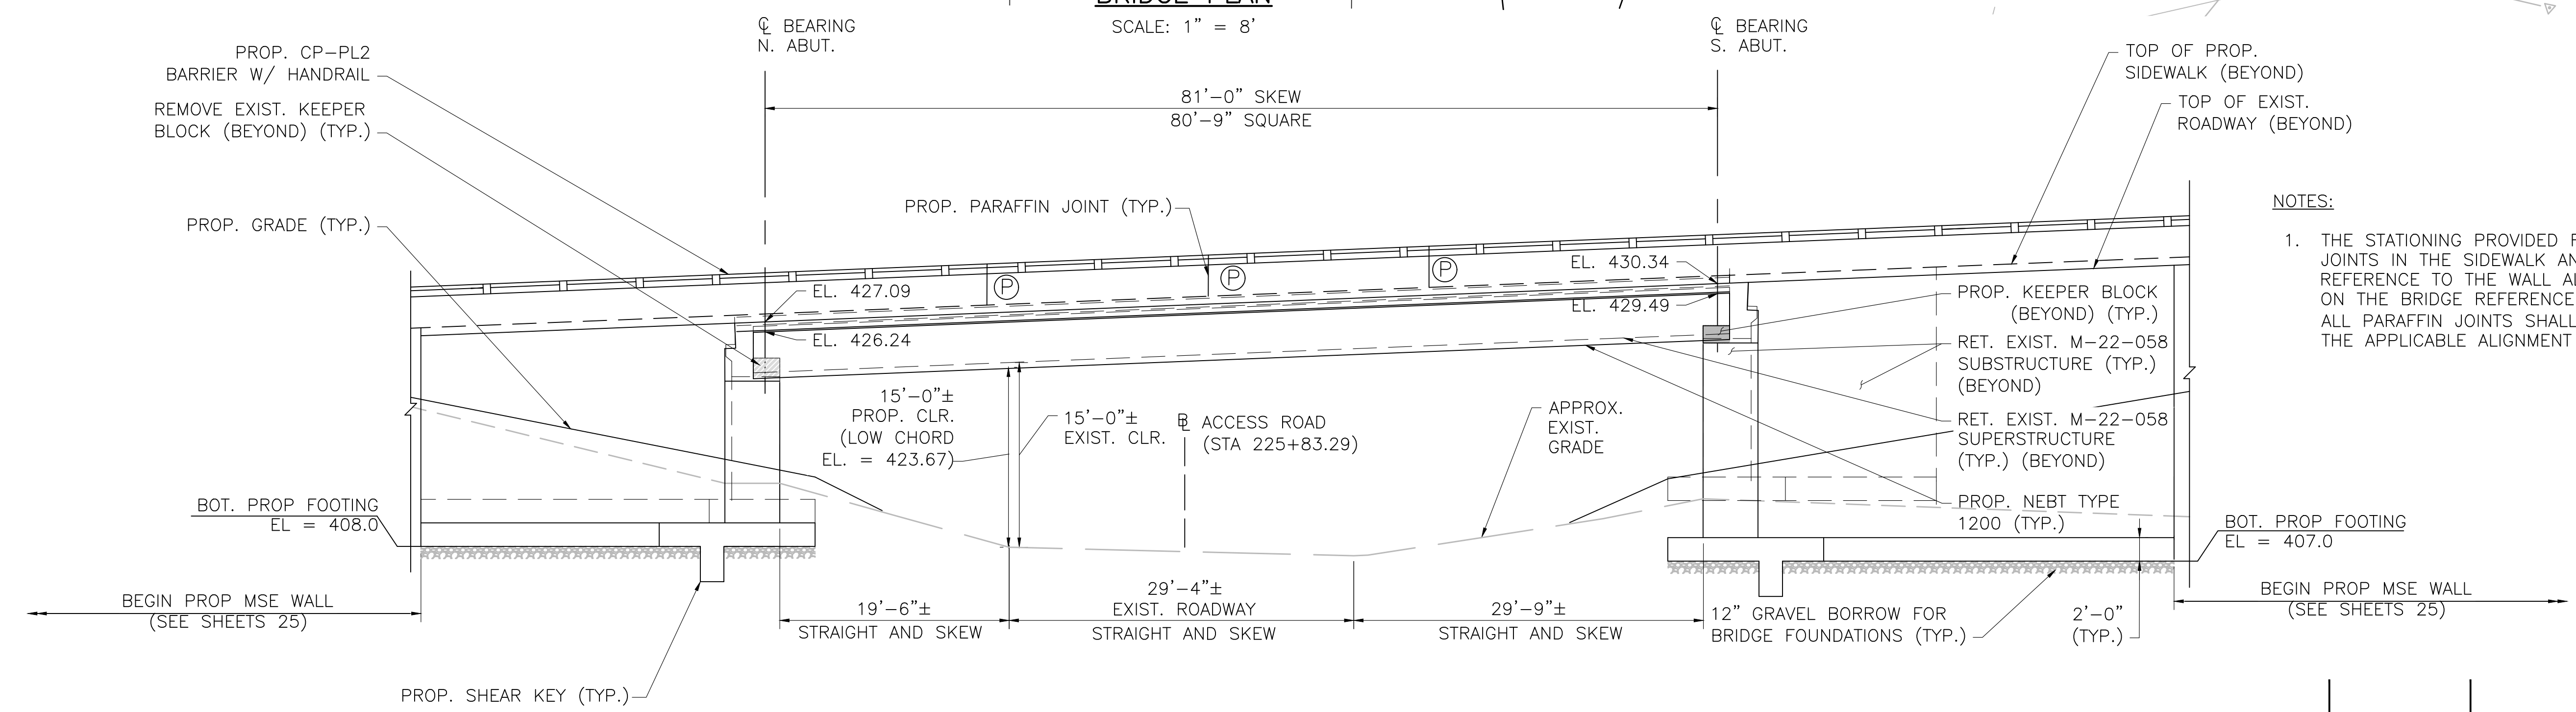 SCALE: 1" = 8'
℄ BEARING
N. ABUT.
℄ BEARING
S. ABUT.
PROP. CP-PL2
BARRIER W/ HANDRAIL
REMOVE EXIST. KEEPER
BLOCK (BEYOND) (TYP.)
TOP OF PROP.
SIDEWALK (BEYOND)
TOP OF EXIST.
ROADWAY (BEYOND)
81'-0" SKEW
80'-9" SQUARE
PROP. GRADE (TYP.)
PROP. PARAFFIN JOINT (TYP.)
P
P
P
EL. 427.09
EL. 426.24
EL. 430.34
EL. 429.49
NOTES:
1. THE STATIONING PROVIDED
JOINTS IN THE SIDEWALK
REFERENCE TO THE WALL
ON THE BRIDGE REFERENCE
ALL PARAFFIN JOINTS SHALL
THE APPLICABLE ALIGNMENT
PROP. KEEPER BLOCK
(BEYOND) (TYP.)
RET. EXIST. M-22-058
SUBSTRUCTURE (TYP.)
(BEYOND)
RET. EXIST. M-22-058
SUPERSTRUCTURE
(TYP.) (BEYOND)
PROP. NEBT TYPE
1200 (TYP.)
15'-0"±
PROP. CLR.
(LOW CHORD
EL. = 423.67)
15'-0"±
EXIST. CLR.
ACCESS ROAD
(STA 225+83.29)
APPROX.
EXIST.
GRADE
BOT. PROP FOOTING
EL = 408.0
BOT. PROP FOOTING
EL = 407.0
BEGIN PROP MSE WALL
(SEE SHEETS 25)
19'-6"±
STRAIGHT AND SKEW
29'-4"±
EXIST. ROADWAY
STRAIGHT AND SKEW
29'-9"±
STRAIGHT AND SKEW
12" GRAVEL BORROW FOR
BRIDGE FOUNDATIONS (TYP.)
2'-0"
(TYP.)
BEGIN PROP MSE WALL
(SEE SHEETS 25)
PROP. SHEAR KEY (TYP.)